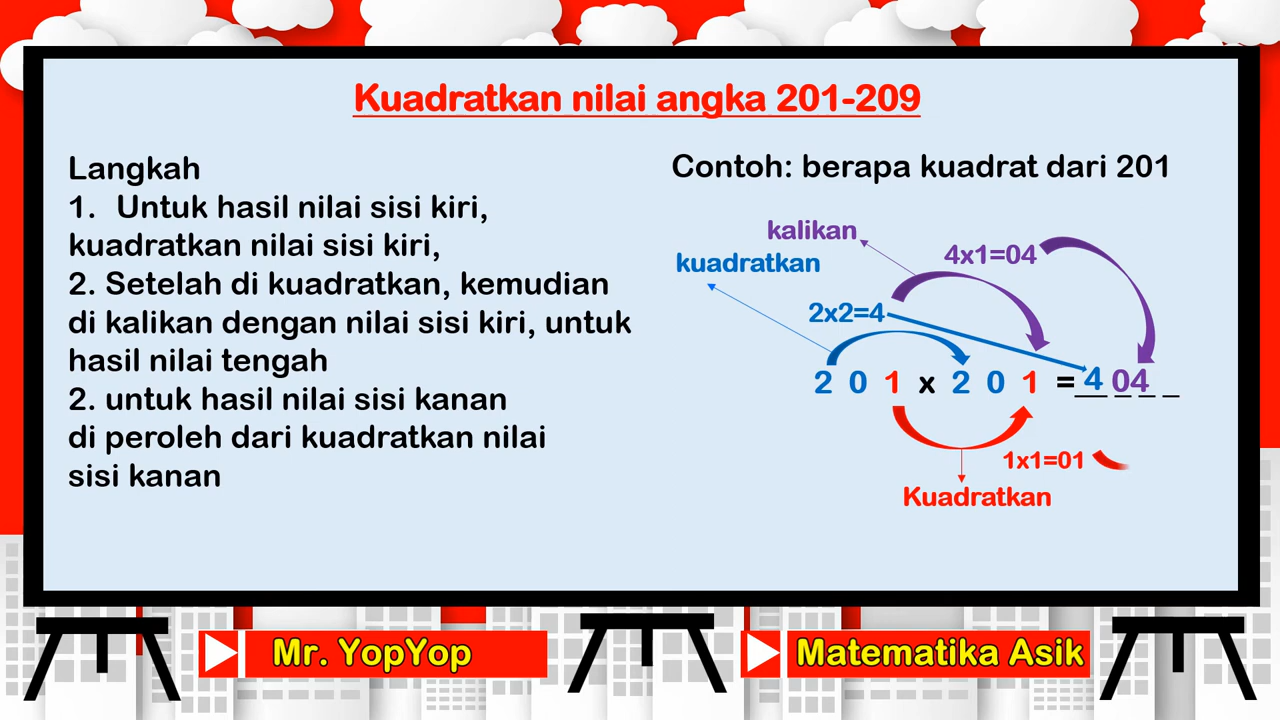 Kuadratkan nilai angka 201-209
Langkah
1. Untuk hasil nilai sisi kiri,
kuadratkan nilai sisi kiri,
2. Setelah di kuadratkan, kemudian
di kalikan dengan nilai sisi kiri, untuk
hasil nilai tengah
2. untuk hasil nilai sisi kanan
di peroleh dari kuadratkan nilai
sisi kanan
Contoh: berapa kuadrat dari 201
kalikan
4x1=04
kuadratkan
2x2=4
2 0 1 x 2 0 1 = 4 04
1x1=01
Kuadratkan
Mr. YopYop
Matematika Asik